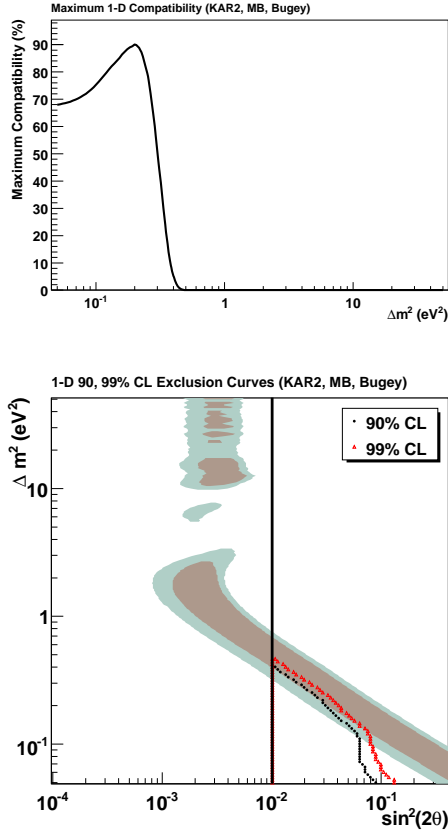 Maximum 1-D Compatibility (KAR2, MB, Bugey)
Maximum Compatibility (%)
90
80
70
60
50
40
30
20
10
0
10⁻¹ 1 10
Δm² (eV²)
1-D 90, 99% CL Exclusion Curves (KAR2, MB, Bugey)
Δ m² (eV²)
90% CL
99% CL
10
1
10⁻¹
10⁻⁴ 10⁻³ 10⁻² 10⁻¹
sin²(2θ)